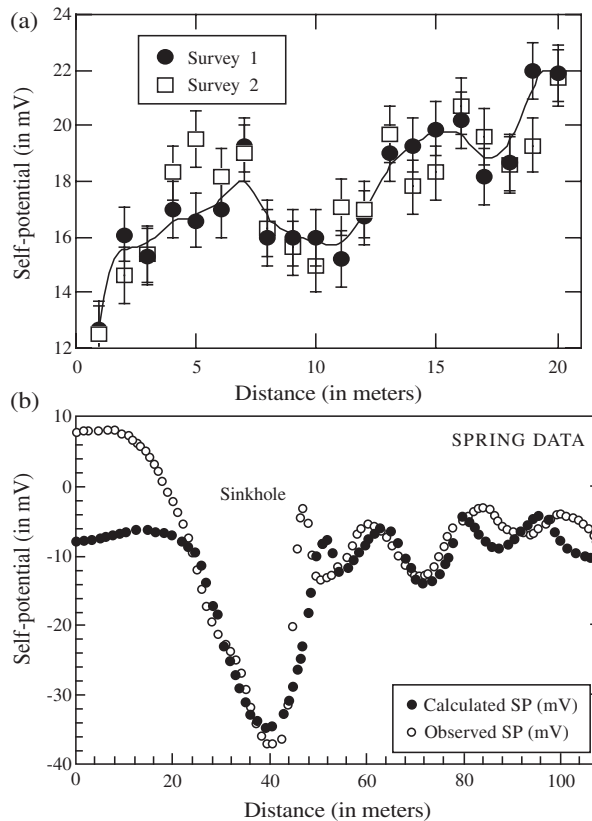 (a)
24
22
20
18
16
14
12
Self-potential (in mV)
Survey 1
Survey 2
0 5 10 15 20
Distance (in meters)
(b)
10
0
-10
-20
-30
-40
Self-potential (in mV)
SPRING DATA
Sinkhole
Calculated SP (mV)
Observed SP (mV)
0 20 40 60 80 100
Distance (in meters)